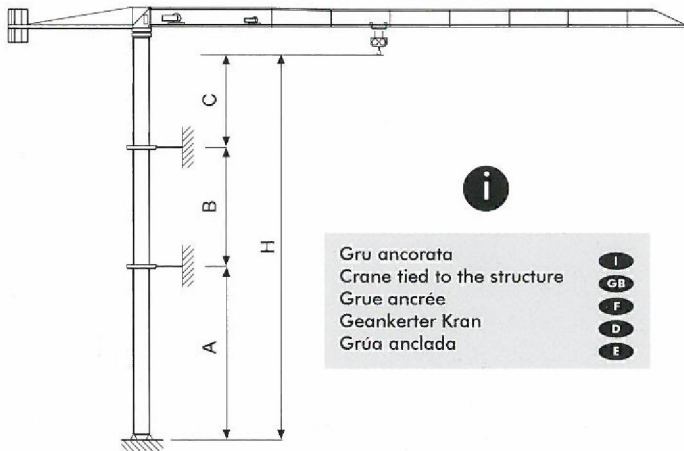 C
B
H
A
i
Gru ancorata I
Crane tied to the structure GB
Grue ancrée F
Geankerter Kran D
Grúa anclada E